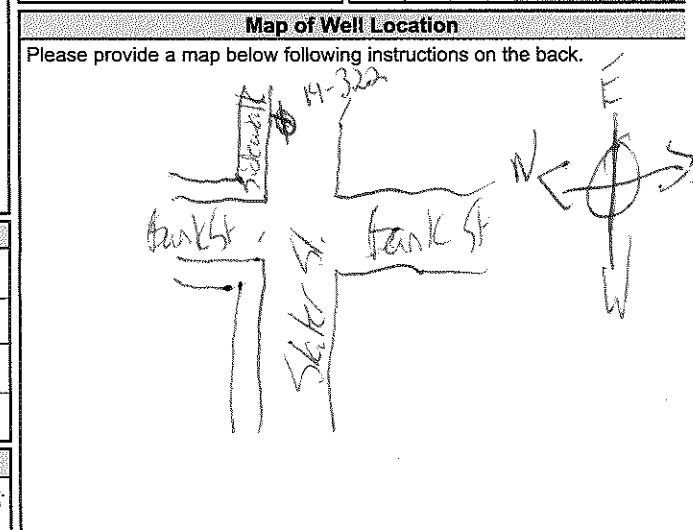 Map of Well Location
Please provide a map below following instructions on the back.
14-322
Sidewalk
E
N
S
W
Bank St
Bank St
Slater St.